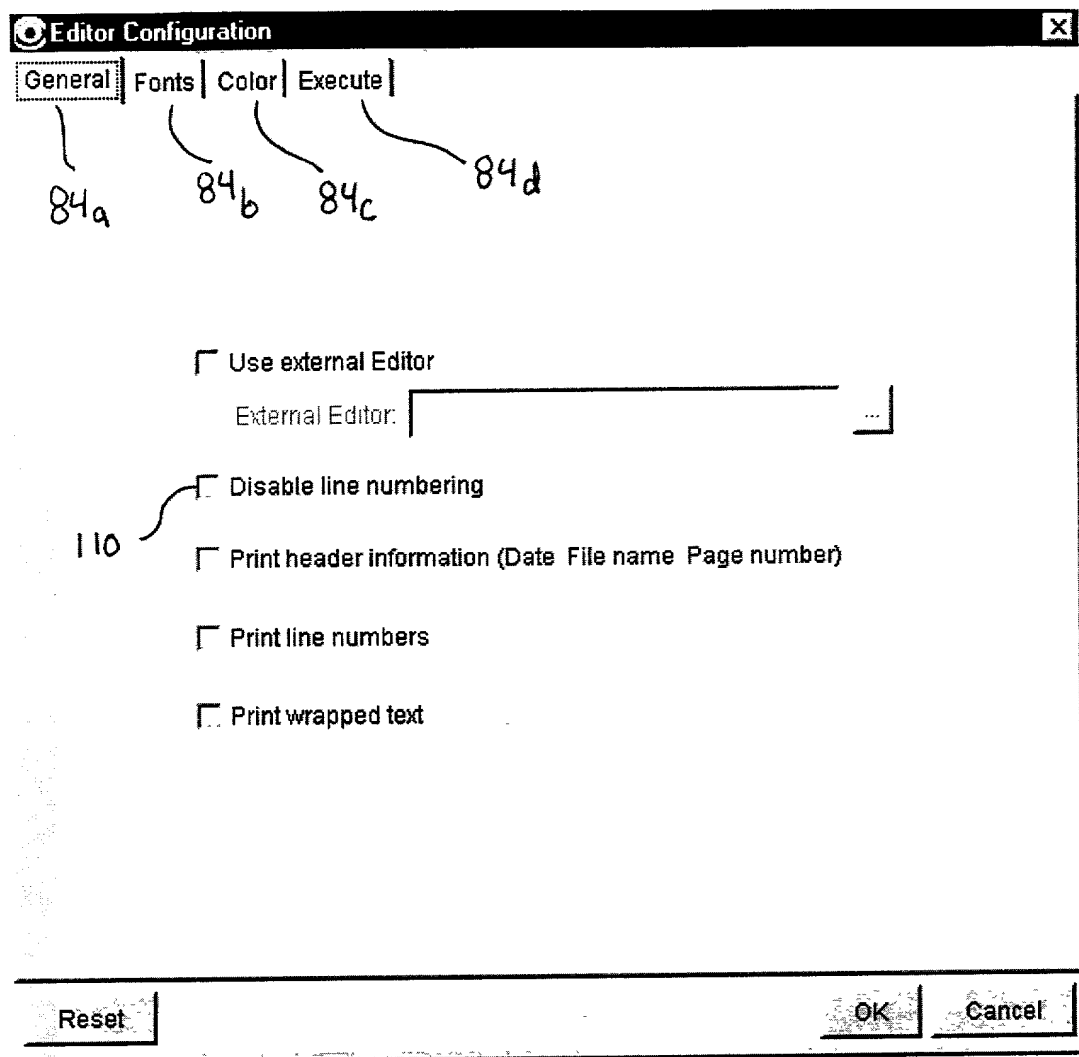 Editor Configuration
General Fonts Color Execute
84a 84b 84c 84d
Use external Editor
External Editor: ...
Disable line numbering
110
Print header information (Date File name Page number)
Print line numbers
Print wrapped text
Reset OK Cancel